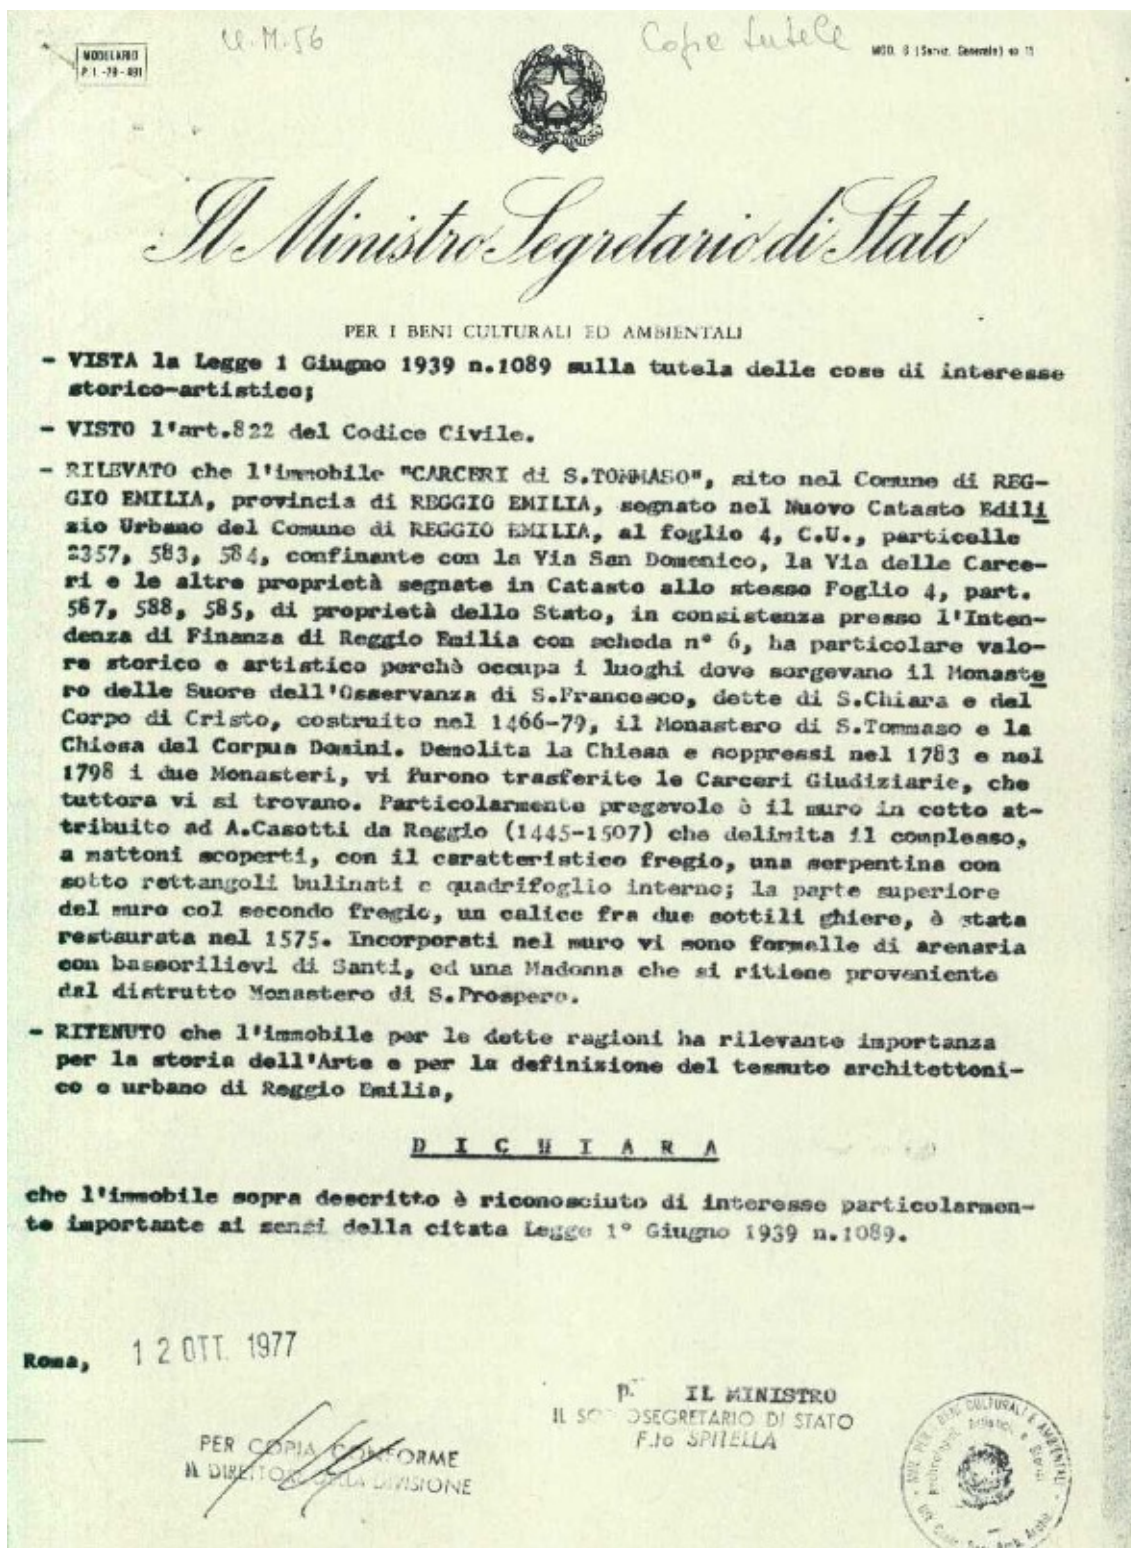 U.M.56
Copie tutele
MODELARIO
P.I.-79-491
MOD. 6 (Serviz. Generale)
Il Ministro Segretario di Stato
PER I BENI CULTURALI ED AMBIENTALI
- VISTA la Legge 1 Giugno 1939 n.1089 sulla tutela delle cose di interesse
storico-artistico;
- VISTO l'art.822 del Codice Civile.
- RILEVATO che l'immobile "CARCERI di S.TOMMASO", sito nel Comune di REG-
GIO EMILIA, provincia di REGGIO EMILIA, segnato nel Nuovo Catasto Edili
zio Urbano del Comune di REGGIO EMILIA, al foglio 4, C.U., particelle
2357, 583, 584, confinante con la Via San Domenico, la Via delle Carce-
ri e le altre proprietà segnate in Catasto allo stesso Foglio 4, part.
587, 588, 585, di proprietà dello Stato, in consistenza presso l'Inten-
denza di Finanza di Reggio Emilia con scheda n° 6, ha particolare valo-
re storico e artistico perchè occupa i luoghi dove sorgevano il Monaste
ro delle Suore dell'Osservanza di S.Francesco, dette di S.Chiara e del
Corpo di Cristo, costruito nel 1466-79, il Monastero di S.Tommaso e la
Chiesa del Corpus Domini. Demolita la Chiesa e soppressi nel 1783 e nel
1798 i due Monasteri, vi furono trasferite le Carceri Giudiziarie, che
tuttora vi si trovano. Particolarmente pregevole è il muro in cotto at-
tribuito ad A.Casotti da Reggio (1445-1507) che delimita il complesso,
a mattoni scoperti, con il caratteristico fregio, una serpentina con
sotto rettangoli bulinati e quadrifoglio interno; la parte superiore
del muro col secondo fregio, un calice fra due sottili ghiere, è stata
restaurata nel 1575. Incorporati nel muro vi sono formelle di arenaria
con bassorilievi di Santi, ed una Madonna che si ritiene proveniente
dal distrutto Monastero di S.Prospero.
- RITENUTO che l'immobile per le dette ragioni ha rilevante importanza
per la storia dell'Arte e per la definizione del tessuto architettoni-
co e urbano di Reggio Emilia,
D I C H I A R A
che l'immobile sopra descritto è riconosciuto di interesse particolarmen-
te importante ai sensi della citata Legge 1° Giugno 1939 n.1089.
Roma, 12 OTT. 1977
p. IL MINISTRO
IL SOTTOSEGRETARIO DI STATO
F.to SPITELLA
PER COPIA CONFORME
IL DIRETTORE DELLA DIVISIONE
BENI CULTURALI E AMBIENTALI